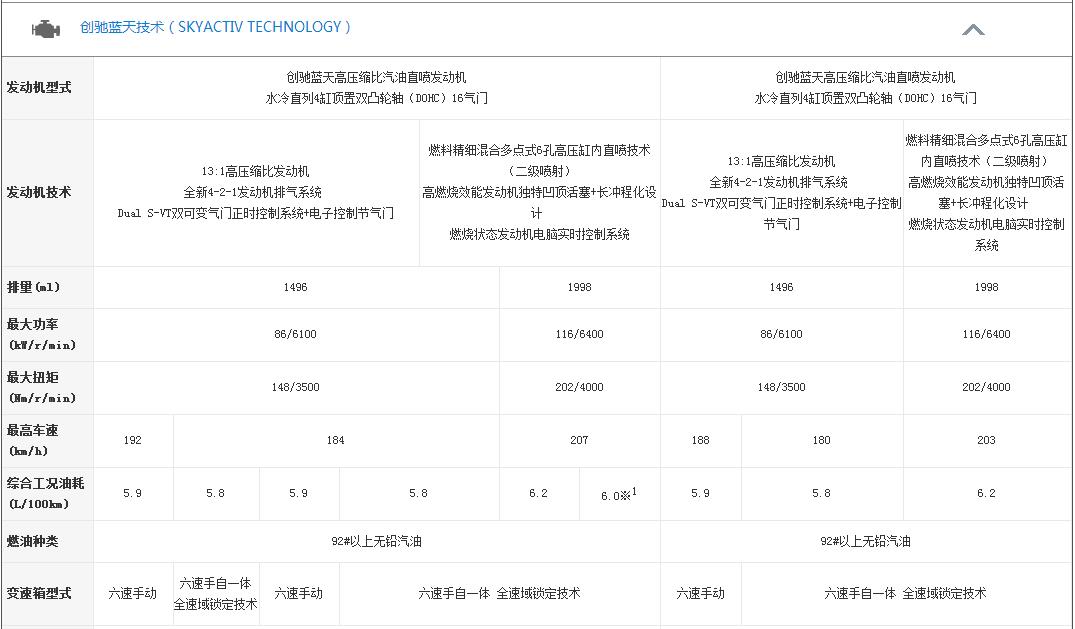 创驰蓝天技术（SKYACTIV TECHNOLOGY）
发动机型式
创驰蓝天高压缩比汽油直喷发动机
水冷直列4缸顶置双凸轮轴（DOHC）16气门
创驰蓝天高压缩比汽油直喷发动机
水冷直列4缸顶置双凸轮轴（DOHC）16气门
发动机技术
13:1高压缩比发动机
全新4-2-1发动机排气系统
Dual S-VT双可变气门正时控制系统+电子控制节气门
燃料精细混合多点式6孔高压缸内直喷技术
（二级喷射）
高燃烧效能发动机独特凹顶活塞+长冲程化设
计
燃烧状态发动机电脑实时控制系统
13:1高压缩比发动机
全新4-2-1发动机排气系统
Dual S-VT双可变气门正时控制系统+电子控制
节气门
燃料精细混合多点式6孔高压缸
内直喷技术（二级喷射）
高燃烧效能发动机独特凹顶活
塞+长冲程化设计
燃烧状态发动机电脑实时控制
系统
排量(ml)
1496
1998
1496
1998
最大功率
(kW/r/min)
86/6100
116/6400
86/6100
116/6400
最大扭矩
(Nm/r/min)
148/3500
202/4000
148/3500
202/4000
最高车速
(km/h)
192
184
207
188
180
203
综合工况油耗
(L/100km)
5.9
5.8
5.9
5.8
6.2
6.0※1
5.9
5.8
6.2
燃油种类
92#以上无铅汽油
92#以上无铅汽油
变速箱型式
六速手动
六速手自一体
全速域锁定技术
六速手动
六速手自一体 全速域锁定技术
六速手动
六速手自一体 全速域锁定技术